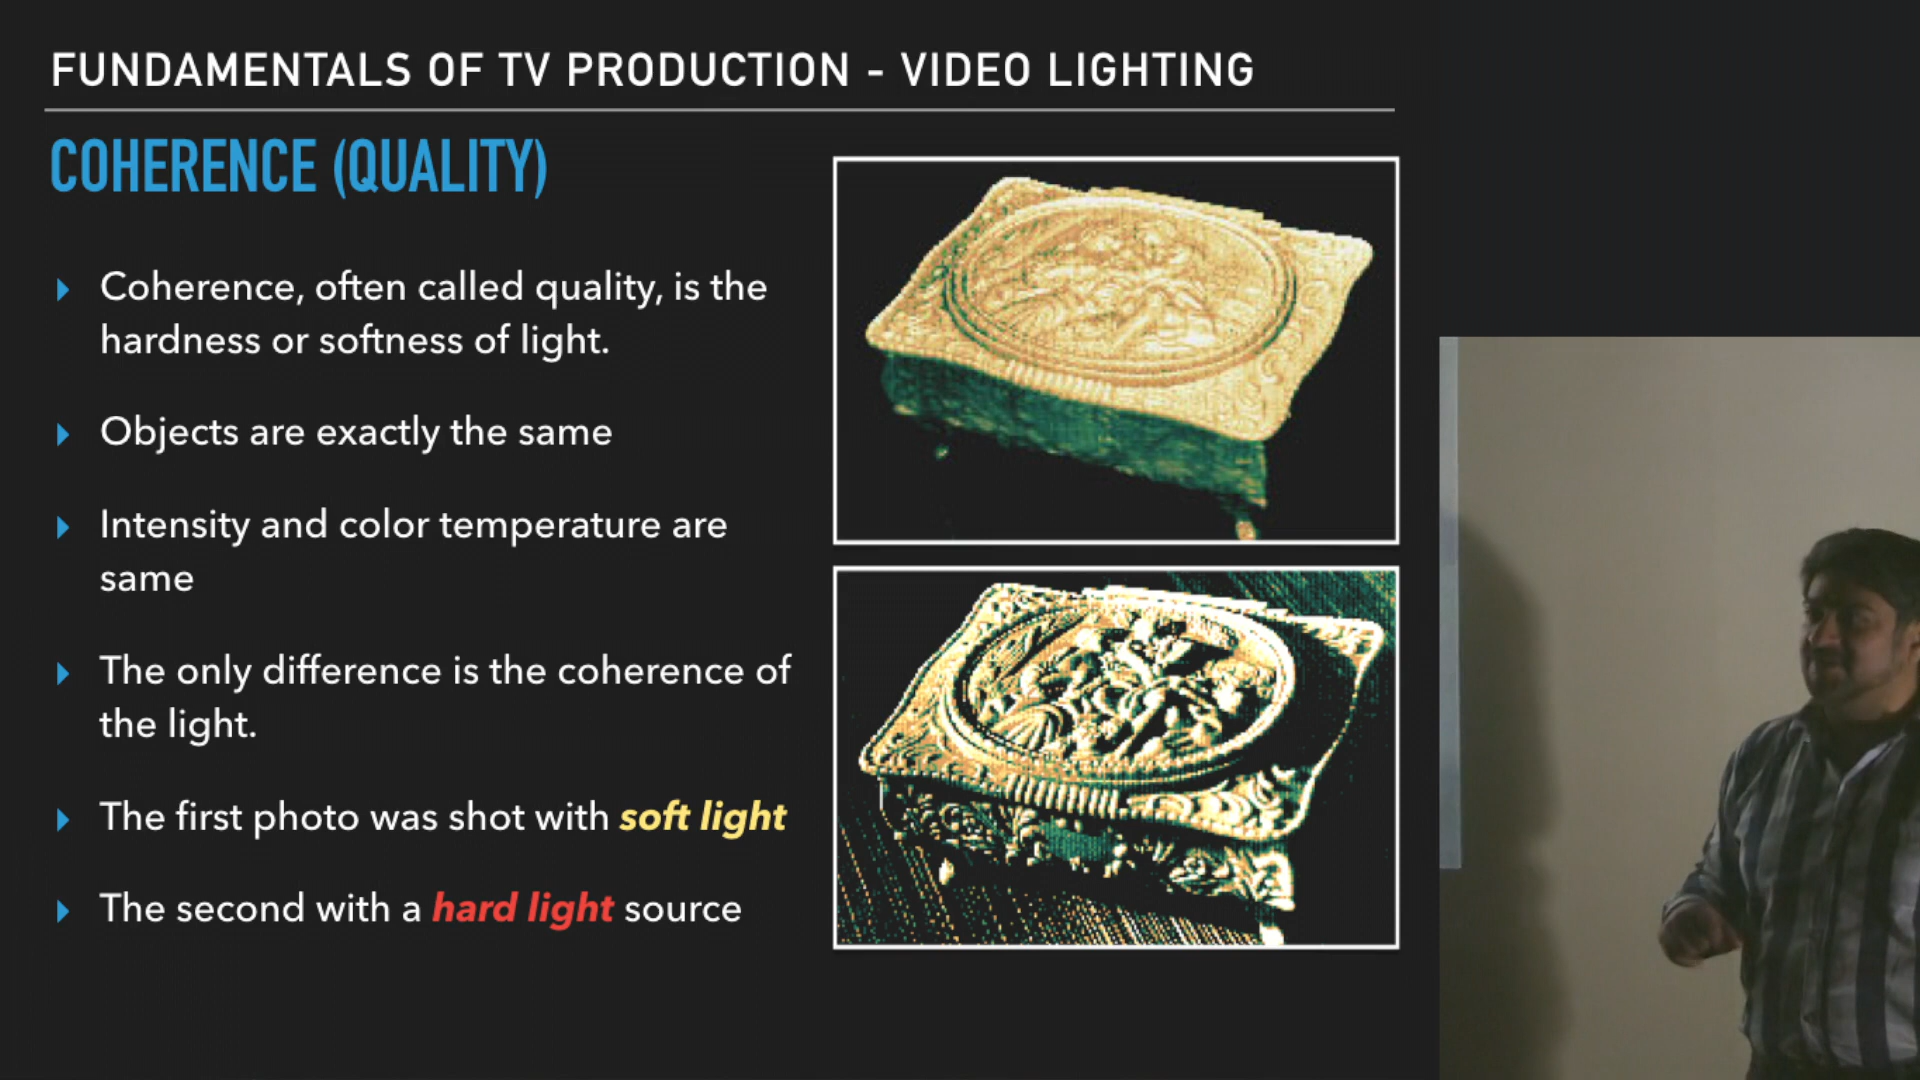 FUNDAMENTALS OF TV PRODUCTION - VIDEO LIGHTING
COHERENCE (QUALITY)
Coherence, often called quality, is the
hardness or softness of light.
Objects are exactly the same
Intensity and color temperature are
same
The only difference is the coherence of
the light.
The first photo was shot with soft light
The second with a hard light source